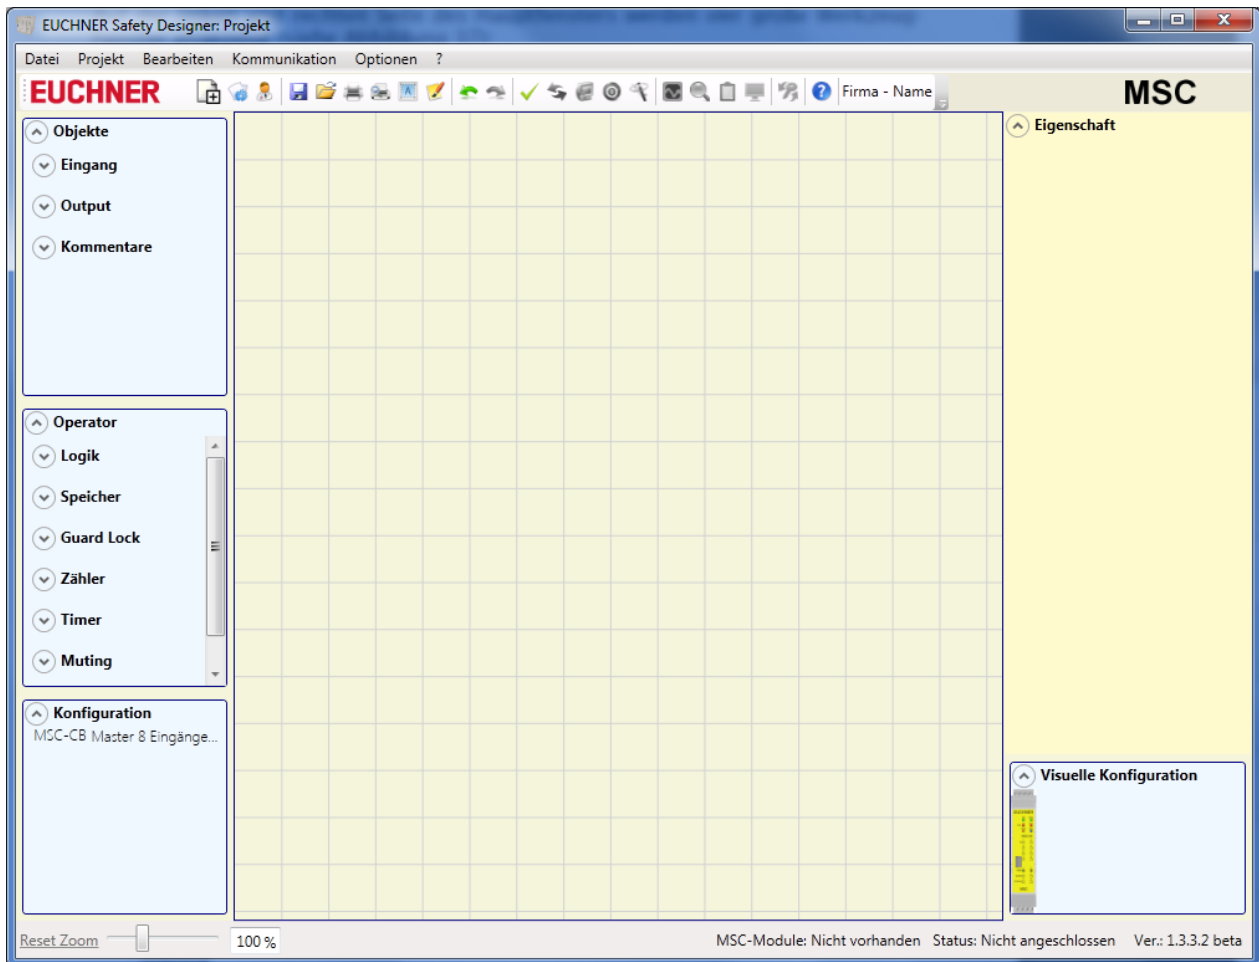 EUCHNER Safety Designer: Projekt
Datei Projekt Bearbeiten Kommunikation Optionen ?
EUCHNER Firma - Name MSC
Objekte
Eingang
Output
Kommentare
Operator
Logik
Speicher
Guard Lock
Zähler
Timer
Muting
Konfiguration
MSC-CB Master 8 Eingänge...
Eigenschaft
Visuelle Konfiguration
EUCHNER
MSC
Reset Zoom 100 % MSC-Module: Nicht vorhanden Status: Nicht angeschlossen Ver.: 1.3.3.2 beta